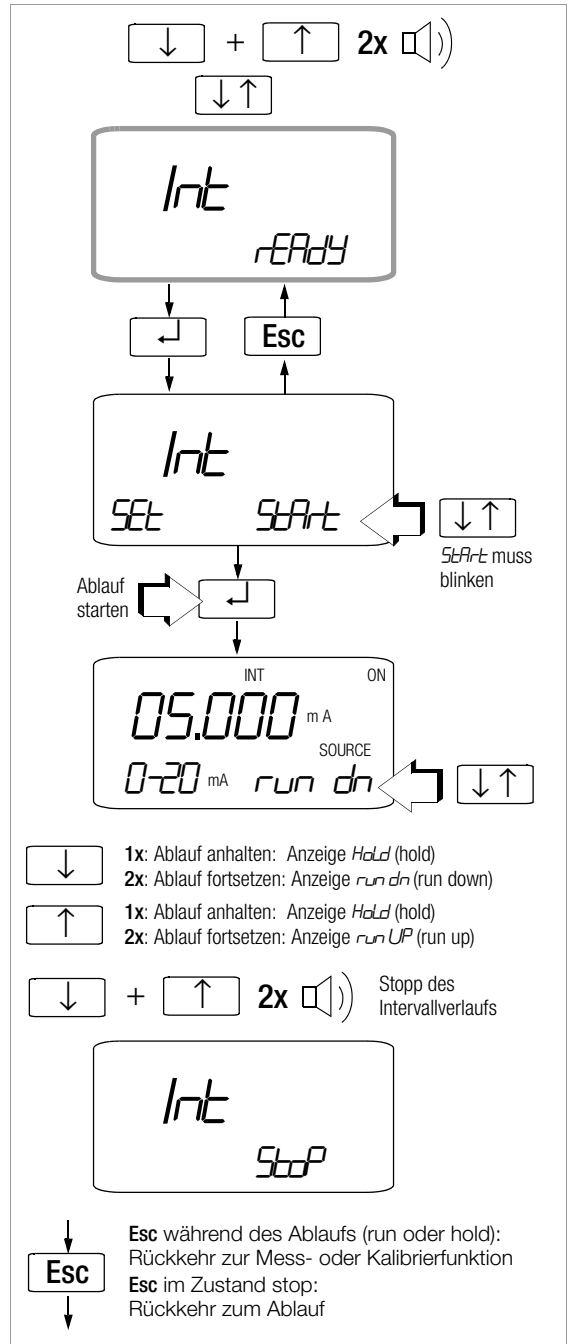 ↓ + ↑ 2x
↓↑
Int
rEAdY
↵ Esc
Int
SEt StArt ↓↑
StArt muss
blinken
Ablauf
starten ↵
INT ON
05.000 mA
SOURCE
0-20 mA run dn ↓↑
↓ 1x: Ablauf anhalten: Anzeige HoLd (hold)
2x: Ablauf fortsetzen: Anzeige run dn (run down)
↑ 1x: Ablauf anhalten: Anzeige HoLd (hold)
2x: Ablauf fortsetzen: Anzeige run UP (run up)
↓ + ↑ 2x Stopp des
Intervallverlaufs
Int
StoP
Esc während des Ablaufs (run oder hold):
Rückkehr zur Mess- oder Kalibrierfunktion
Esc
Esc im Zustand stop:
Rückkehr zum Ablauf